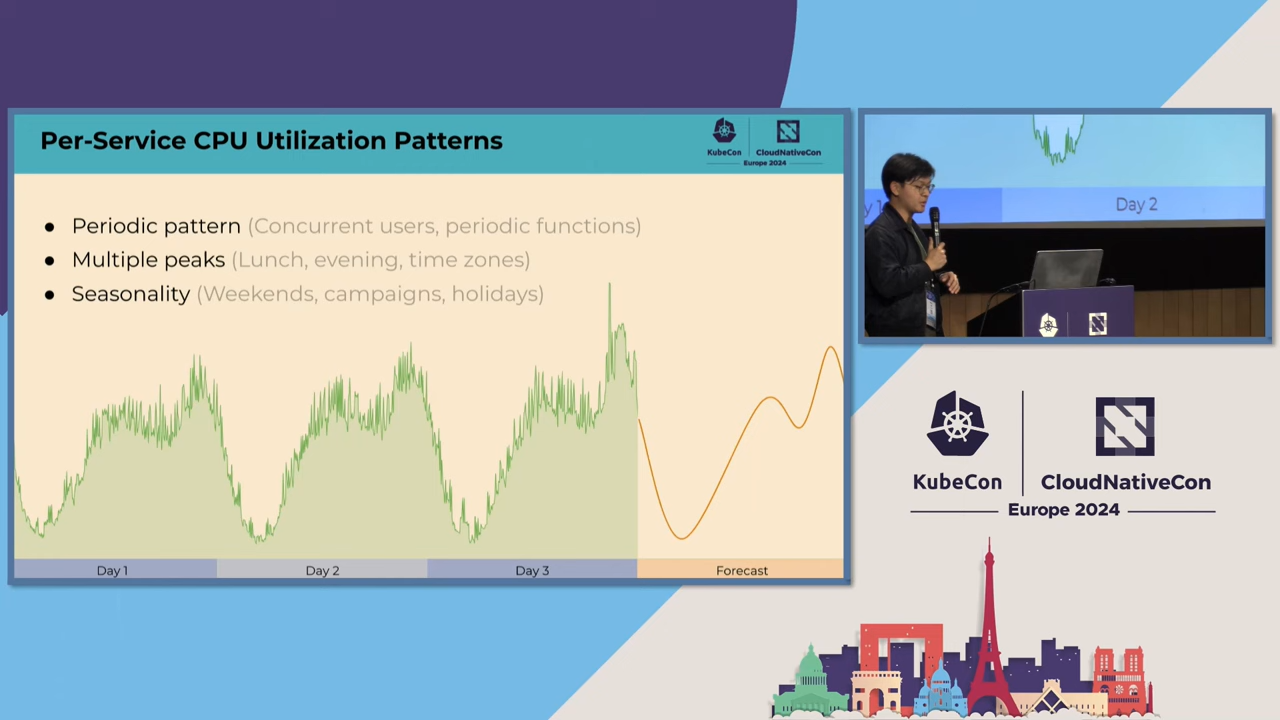 Per-Service CPU Utilization Patterns
KubeCon
CloudNativeCon
Europe 2024
● Periodic pattern (Concurrent users, periodic functions)
● Multiple peaks (Lunch, evening, time zones)
● Seasonality (Weekends, campaigns, holidays)
Day 1
Day 2
Day 3
Forecast
Day 2
KubeCon
CloudNativeCon
Europe 2024